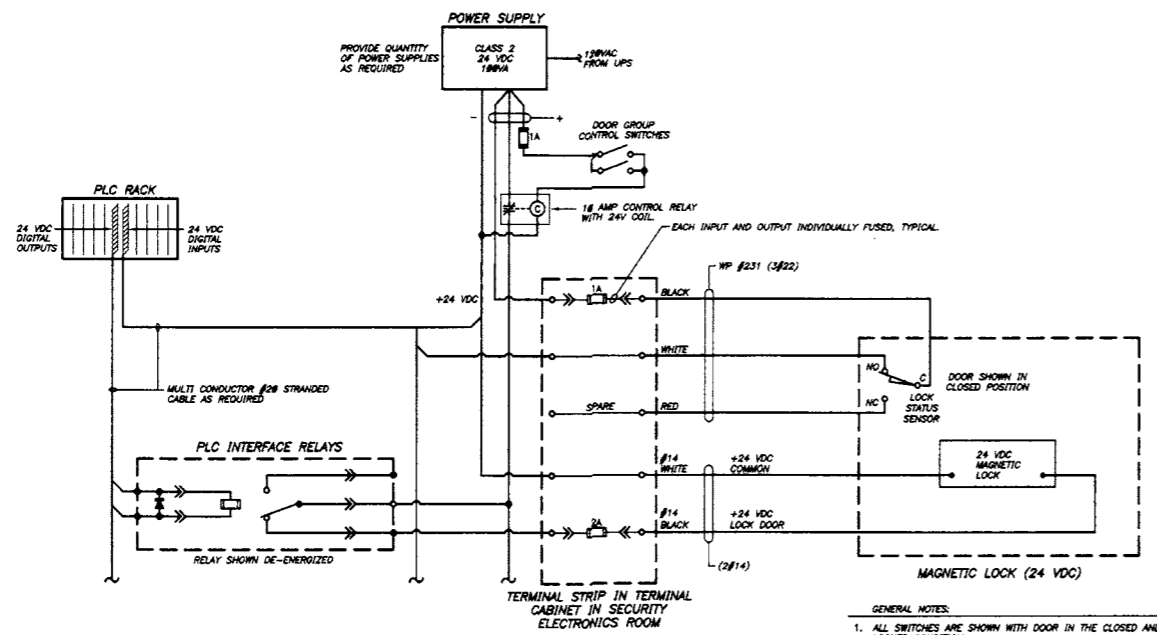 POWER SUPPLY
PROVIDE QUANTITY
OF POWER SUPPLIES
AS REQUIRED
CLASS 2
24 VDC
100VA
120VAC
FROM UPS
-
+
1A
DOOR GROUP
CONTROL SWITCHES
PLC RACK
24 VDC
DIGITAL
OUTPUTS
24 VDC
DIGITAL
INPUTS
C
10 AMP CONTROL RELAY
WITH 24V COIL.
EACH INPUT AND OUTPUT INDIVIDUALLY FUSED, TYPICAL.
WP #231 (3#22)
+24 VDC
1A
BLACK
WHITE
SPARE
RED
NO
C
NC
DOOR SHOWN IN
CLOSED POSITION
LOCK
STATUS
SENSOR
MULTI CONDUCTOR #20 STRANDED
CABLE AS REQUIRED
PLC INTERFACE RELAYS
#14
WHITE
+24 VDC
COMMON
24 VDC
MAGNETIC
LOCK
2A
#14
BLACK
+24 VDC
LOCK DOOR
RELAY SHOWN DE-ENERGIZED
(2#14)
MAGNETIC LOCK (24 VDC)
TERMINAL STRIP IN TERMINAL
CABINET IN SECURITY
ELECTRONICS ROOM
GENERAL NOTES:
1. ALL SWITCHES ARE SHOWN WITH DOOR IN THE CLOSED AND